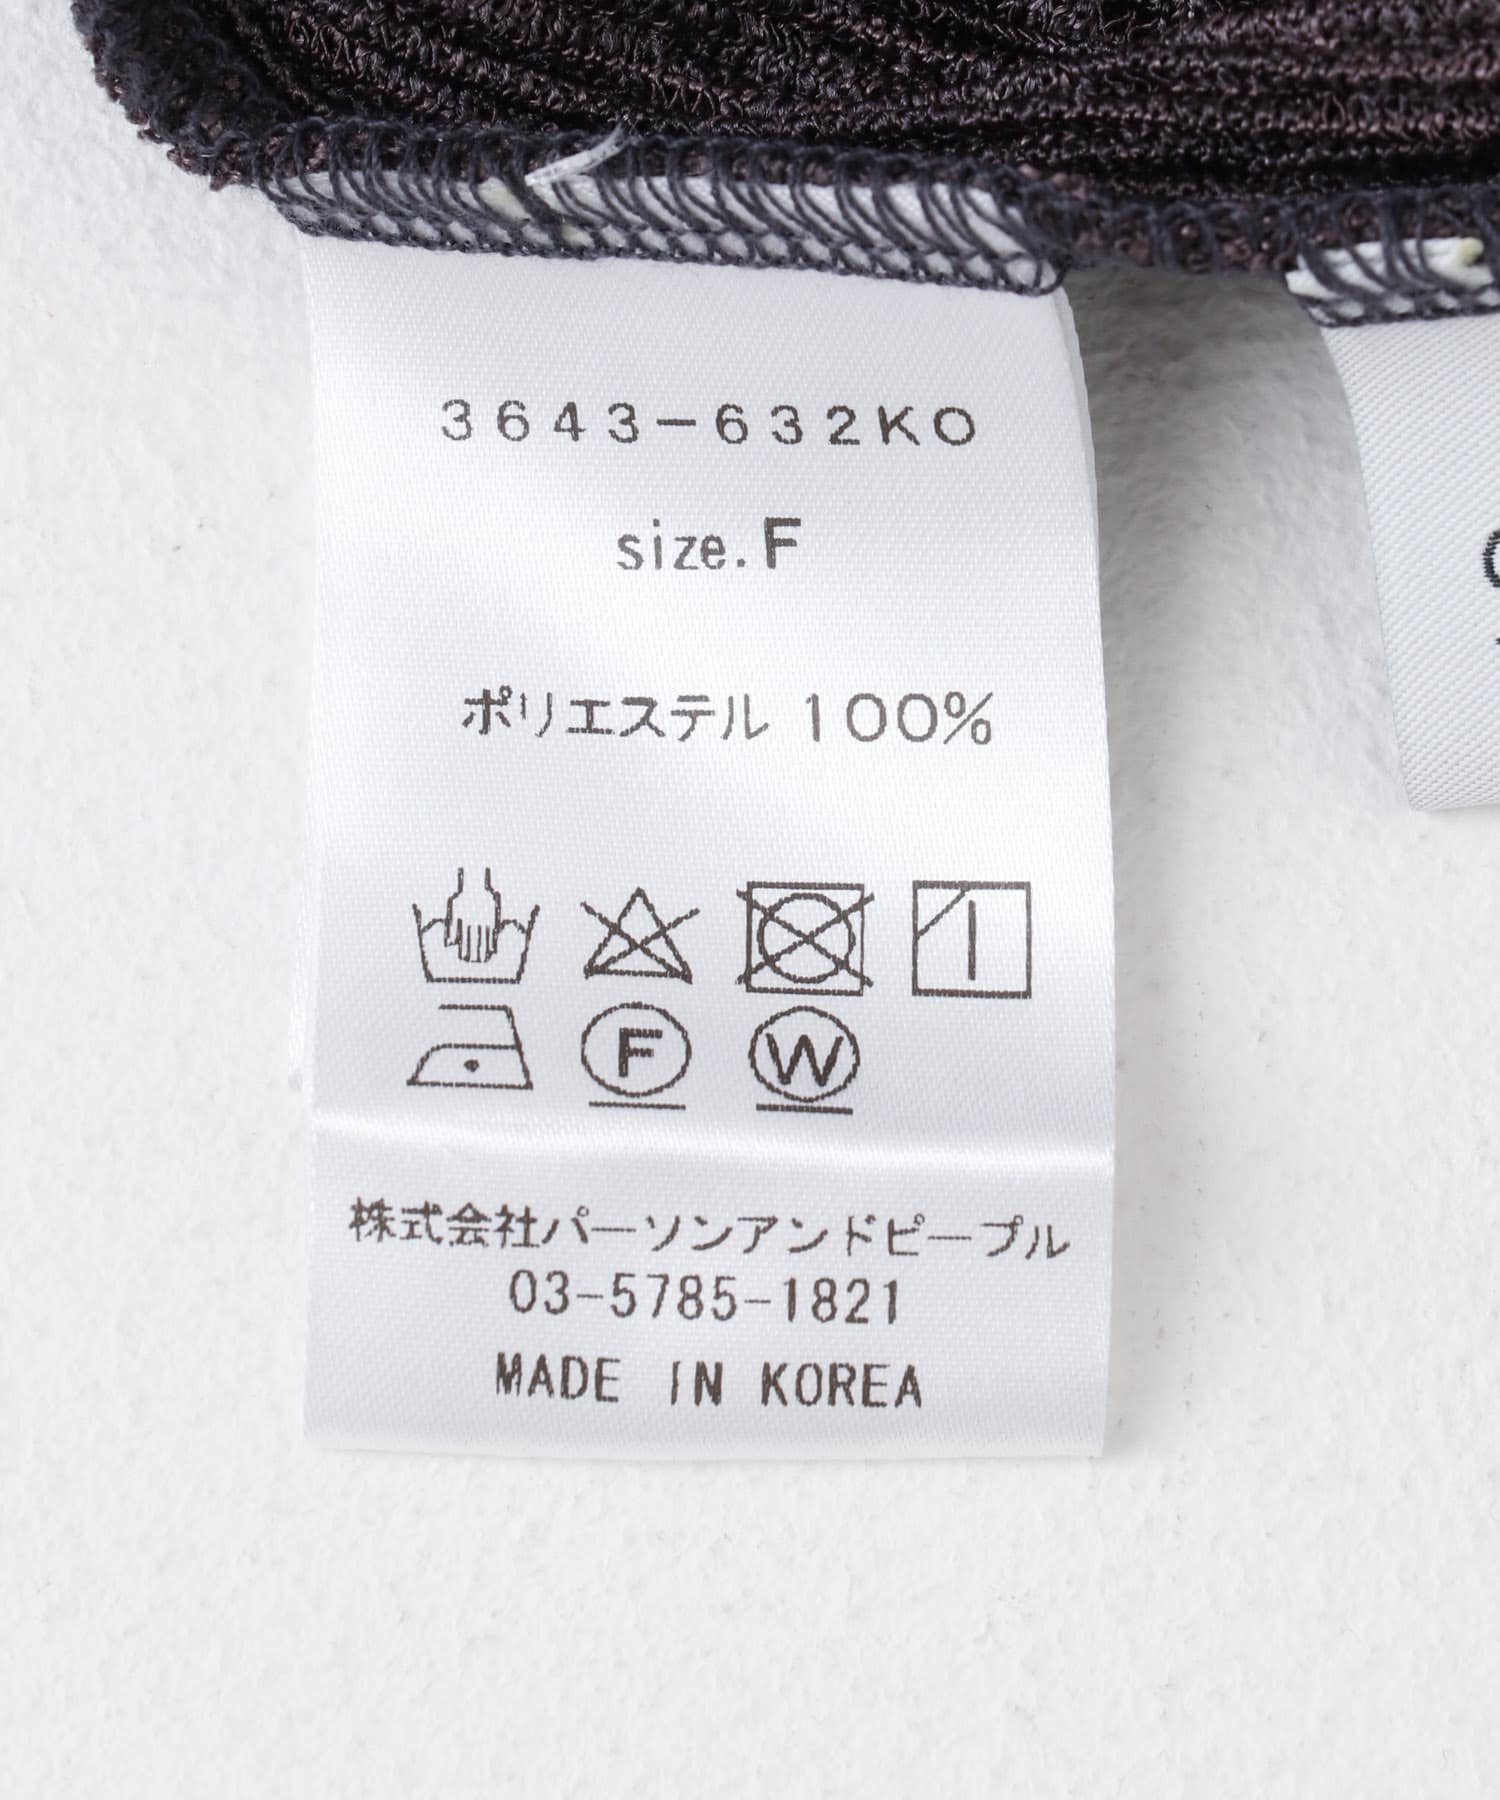 3643-632KO
size.F
ポリエステル 100%
F W
株式会社パーソンアンドピープル
03-5785-1821
MADE IN KOREA